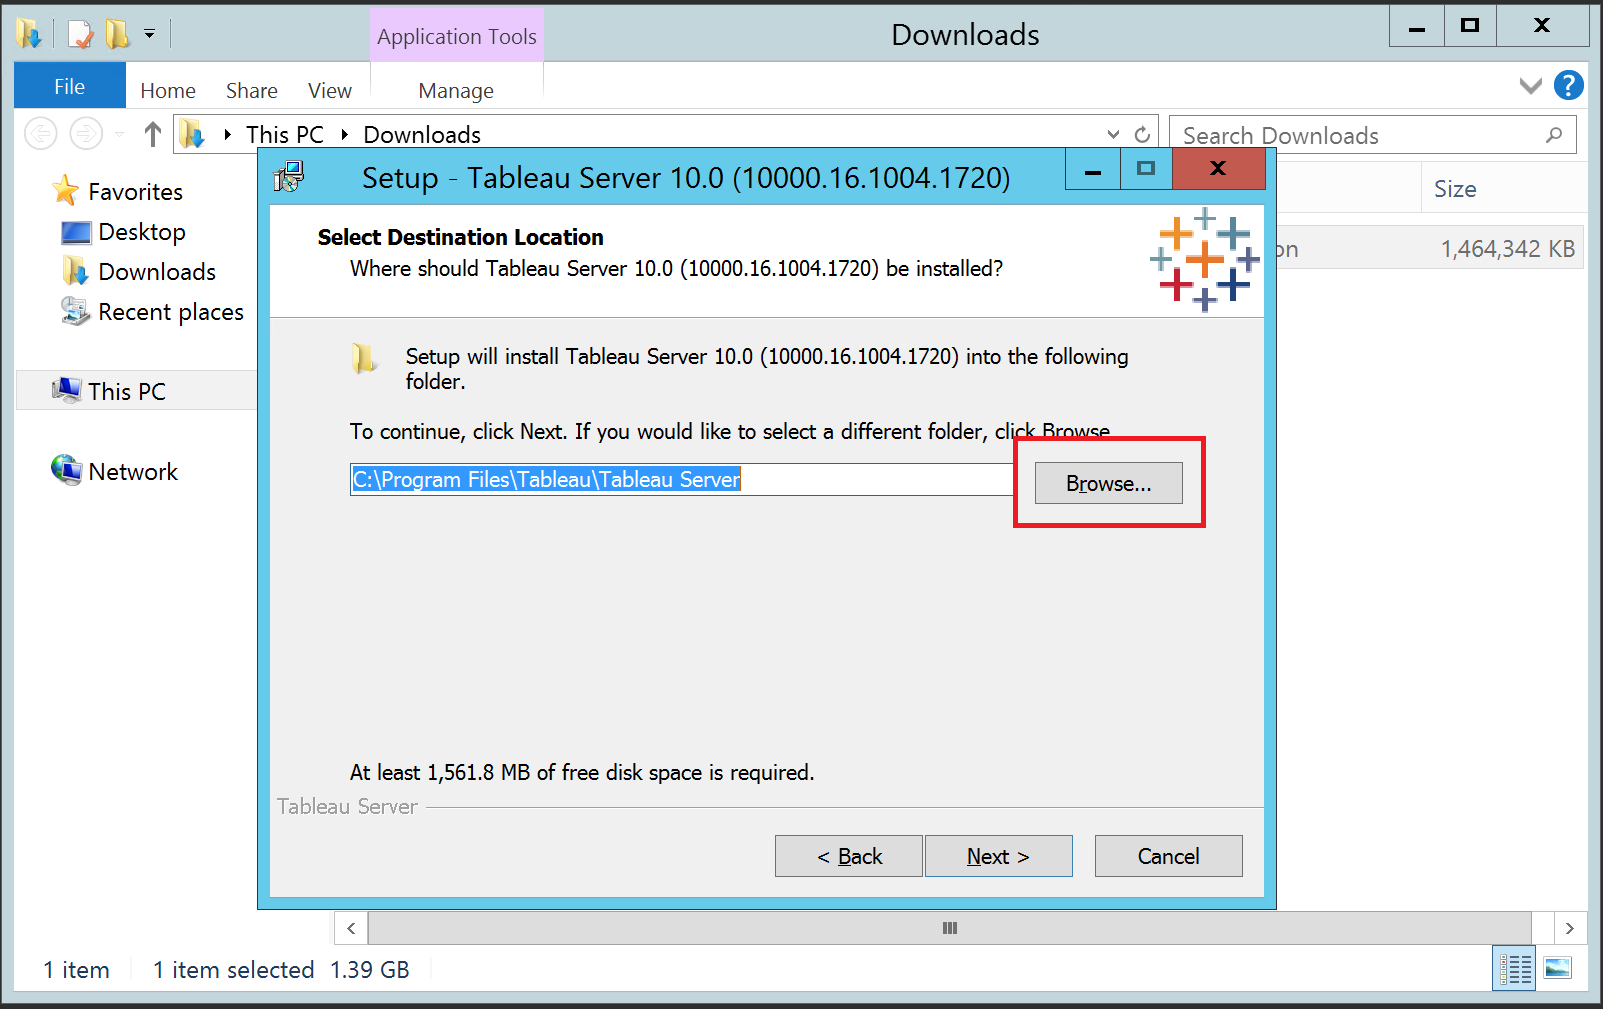 Application Tools
Downloads
File
Home
Share
View
Manage
This PC
Downloads
Search Downloads
Setup - Tableau Server 10.0 (10000.16.1004.1720)
Favorites
Size
Desktop
Select Destination Location
Where should Tableau Server 10.0 (10000.16.1004.1720) be installed?
on
1,464,342 KB
Downloads
Recent places
Setup will install Tableau Server 10.0 (10000.16.1004.1720) into the following
folder.
This PC
To continue, click Next. If you would like to select a different folder, click Browse.
Network
C:\Program Files\Tableau\Tableau Server
Browse...
At least 1,561.8 MB of free disk space is required.
Tableau Server
< Back
Next >
Cancel
1 item
1 item selected 1.39 GB